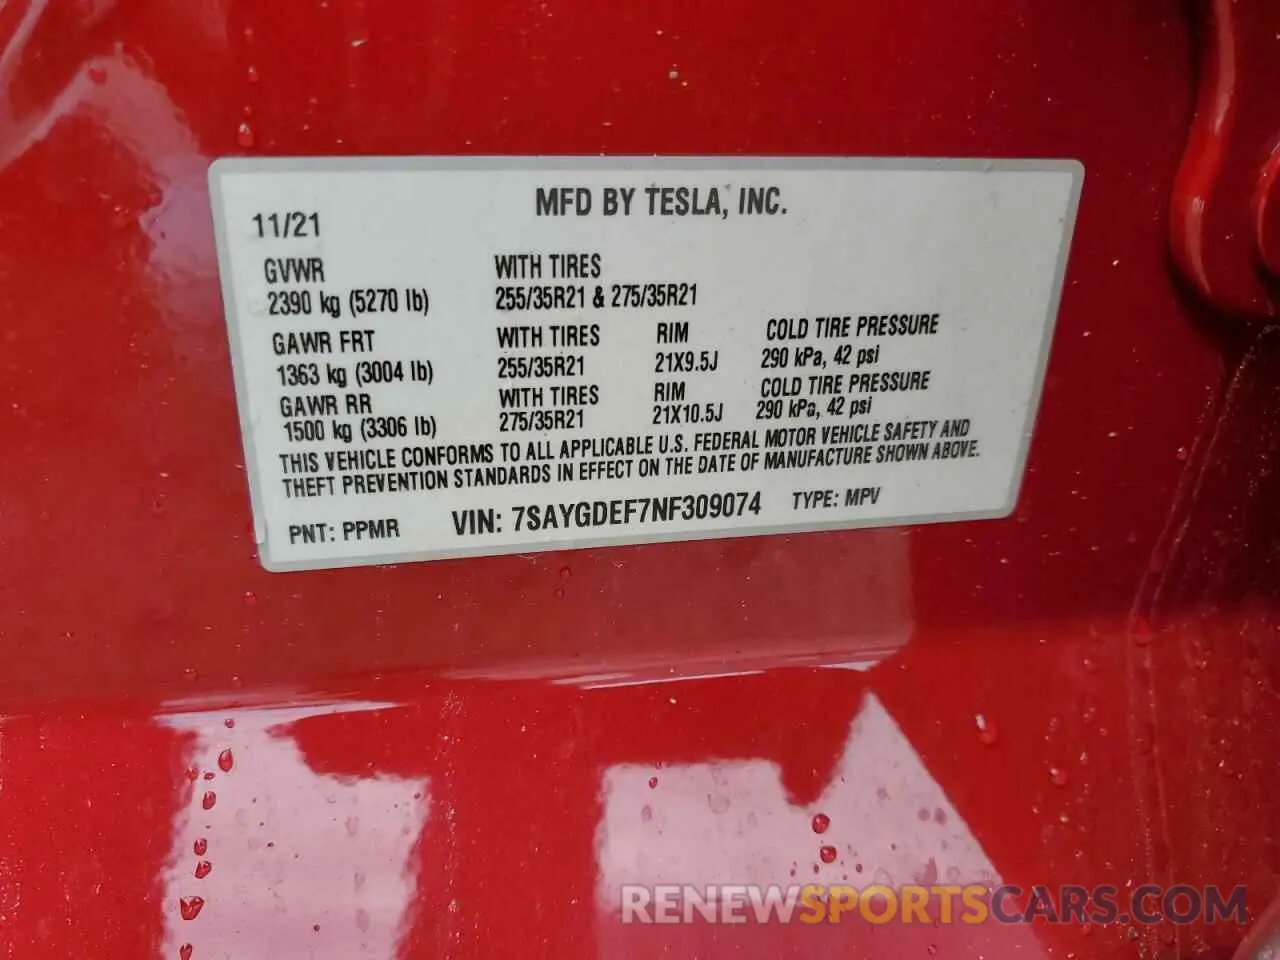 MFD BY TESLA, INC.
11/21
GVWR WITH TIRES
2390 kg (5270 lb) 255/35R21 & 275/35R21
GAWR FRT WITH TIRES RIM COLD TIRE PRESSURE
1363 kg (3004 lb) 255/35R21 21X9.5J 290 kPa, 42 psi
GAWR RR WITH TIRES RIM COLD TIRE PRESSURE
1500 kg (3306 lb) 275/35R21 21X10.5J 290 kPa, 42 psi
THIS VEHICLE CONFORMS TO ALL APPLICABLE U.S. FEDERAL MOTOR VEHICLE SAFETY AND
THEFT PREVENTION STANDARDS IN EFFECT ON THE DATE OF MANUFACTURE SHOWN ABOVE.
PNT: PPMR VIN: 7SAYGDEF7NF309074 TYPE: MPV
RENEWSPORTSCARS.COM